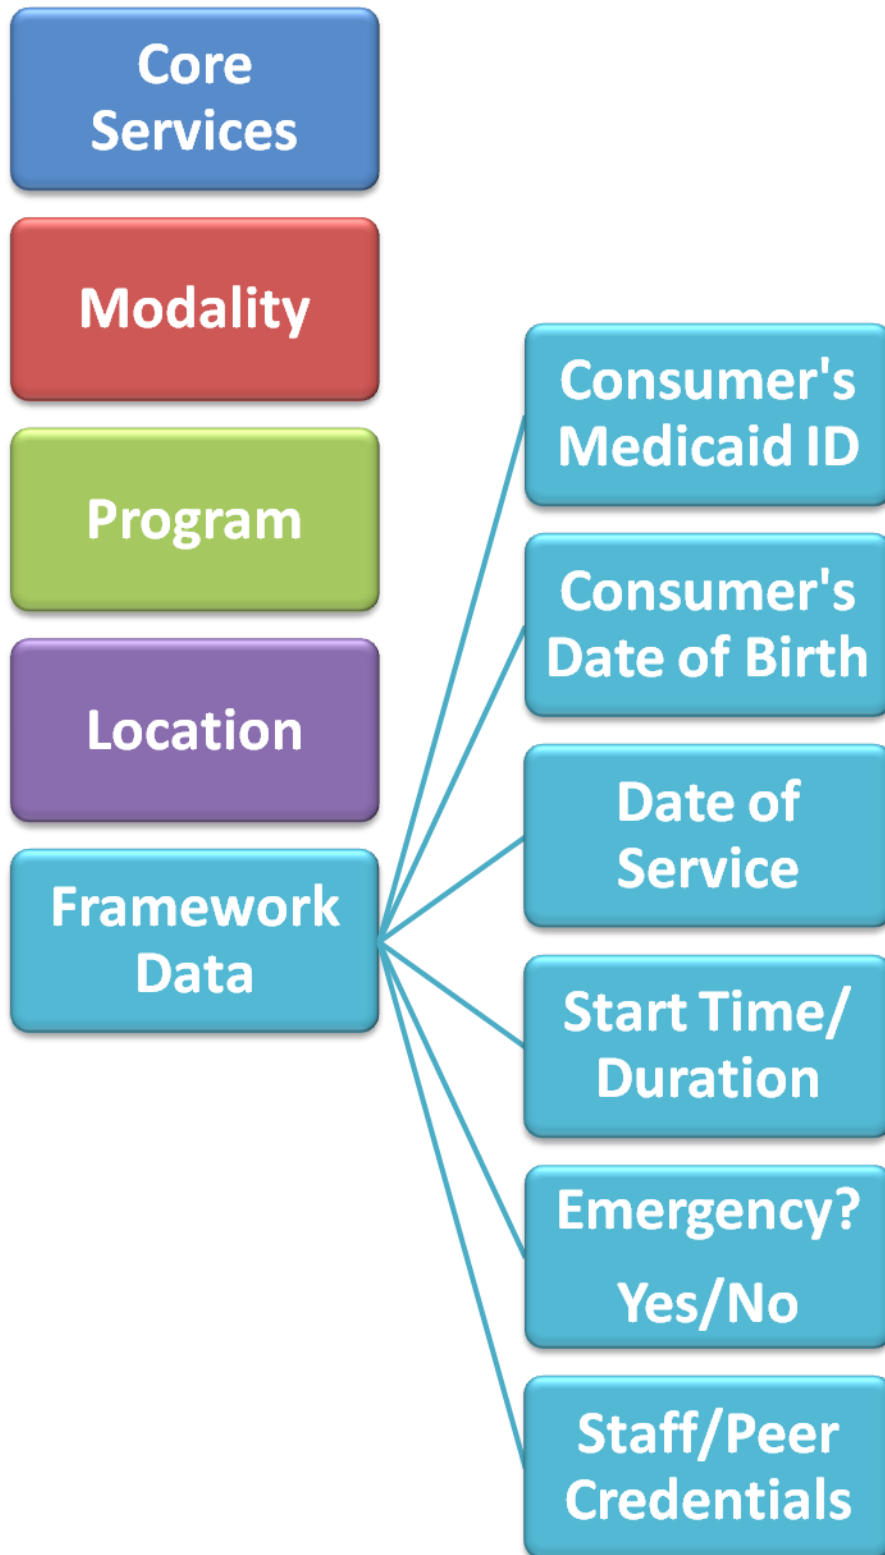 Core
Services
Modality
Program
Location
Framework
Data
Consumer's
Medicaid ID
Consumer's
Date of Birth
Date of
Service
Start Time/
Duration
Emergency?
Yes/No
Staff/Peer
Credentials